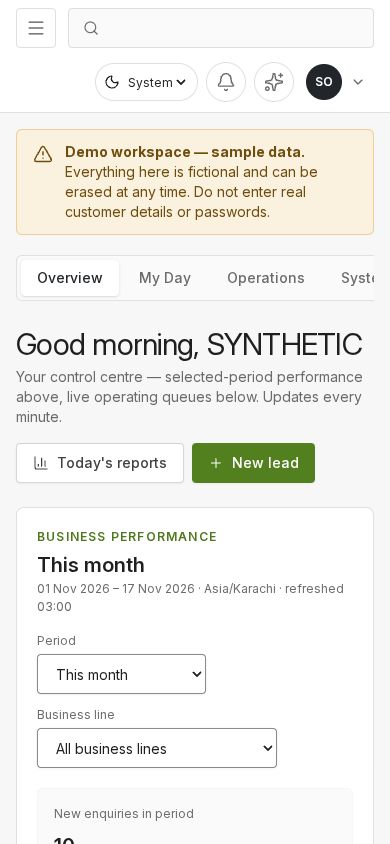 System
SO
Demo workspace — sample data.
Everything here is fictional and can be
erased at any time. Do not enter real
customer details or passwords.
Overview
My Day
Operations
Syste
Good morning, SYNTHETIC
Your control centre — selected-period performance
above, live operating queues below. Updates every
minute.
Today's reports
New lead
BUSINESS PERFORMANCE
This month
01 Nov 2026 – 17 Nov 2026 · Asia/Karachi · refreshed
03:00
Period
This month
Business line
All business lines
New enquiries in period
10